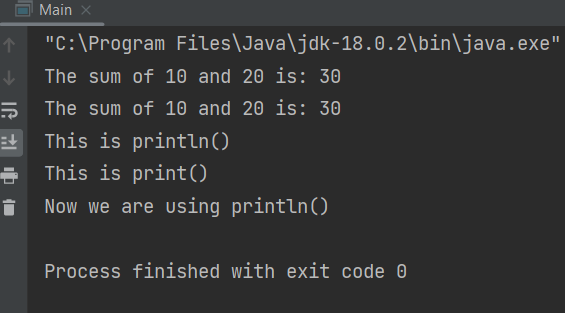 Main
"C:\Program Files\Java\jdk-18.0.2\bin\java.exe"
The sum of 10 and 20 is: 30
The sum of 10 and 20 is: 30
This is println()
This is print()
Now we are using println()
Process finished with exit code 0